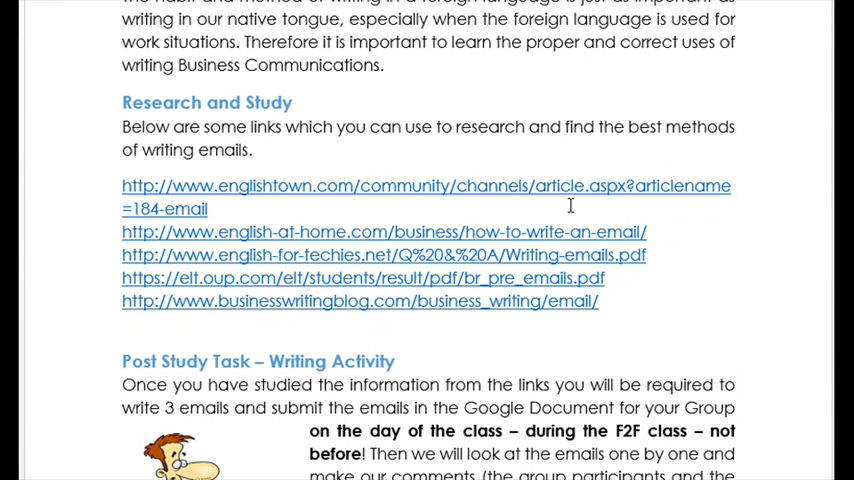 writing in our native tongue, especially when the foreign language is used for
work situations. Therefore it is important to learn the proper and correct uses of
writing Business Communications.
Research and Study
Below are some links which you can use to research and find the best methods
of writing emails.
http://www.englishtown.com/community/channels/article.aspx?articlename
=184-email
http://www.english-at-home.com/business/how-to-write-an-email/
http://www.english-for-techies.net/Q%20&%20A/Writing-emails.pdf
https://elt.oup.com/elt/students/result/pdf/br_pre_emails.pdf
http://www.businesswritingblog.com/business_writing/email/
Post Study Task – Writing Activity
Once you have studied the information from the links you will be required to
write 3 emails and submit the emails in the Google Document for your Group
on the day of the class – during the F2F class – not
before! Then we will look at the emails one by one and
make our comments (the group participants and the